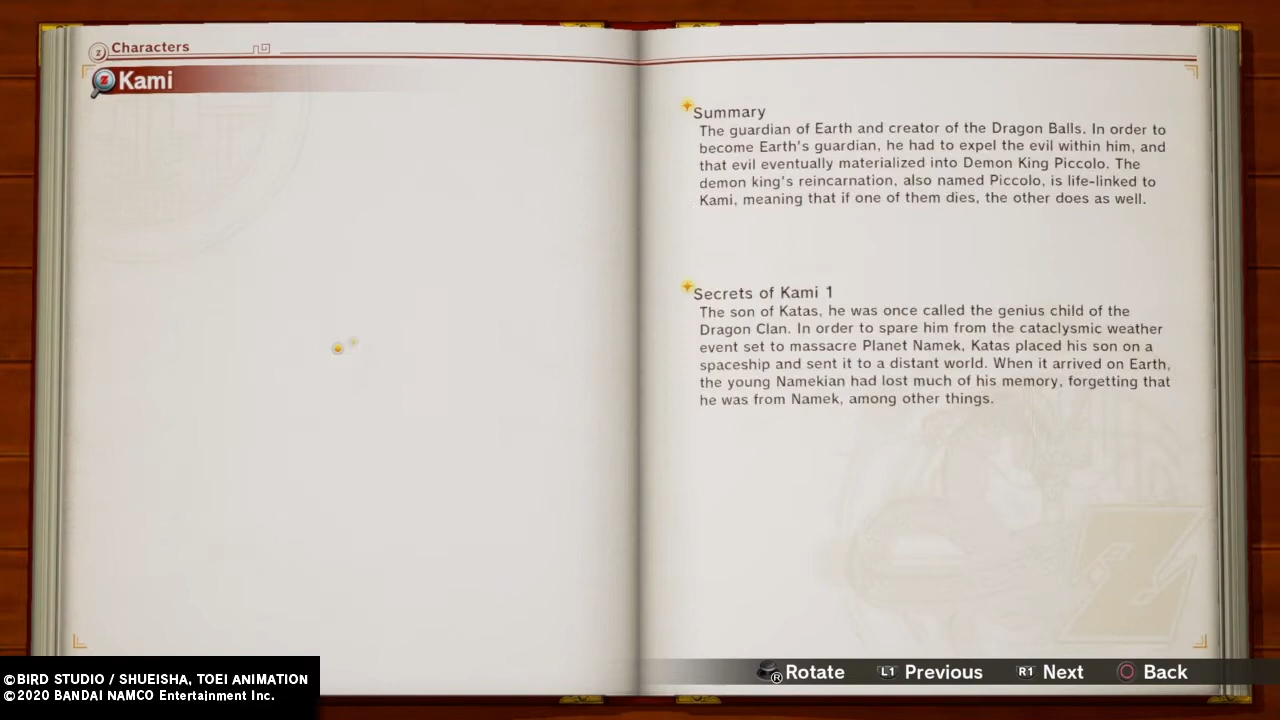 Characters
Kami
Summary
The guardian of Earth and creator of the Dragon Balls. In order to
become Earth's guardian, he had to expel the evil within him, and
that evil eventually materialized into Demon King Piccolo. The
demon king's reincarnation, also named Piccolo, is life-linked to
Kami, meaning that if one of them dies, the other does as well.
Secrets of Kami 1
The son of Katas, he was once called the genius child of the
Dragon Clan. In order to spare him from the cataclysmic weather
event set to massacre Planet Namek, Katas placed his son on a
spaceship and sent it to a distant world. When it arrived on Earth,
the young Namekian had lost much of his memory, forgetting that
he was from Namek, among other things.
Z
R Rotate L1 Previous R1 Next Back
©BIRD STUDIO / SHUEISHA, TOEI ANIMATION
©2020 BANDAI NAMCO Entertainment Inc.